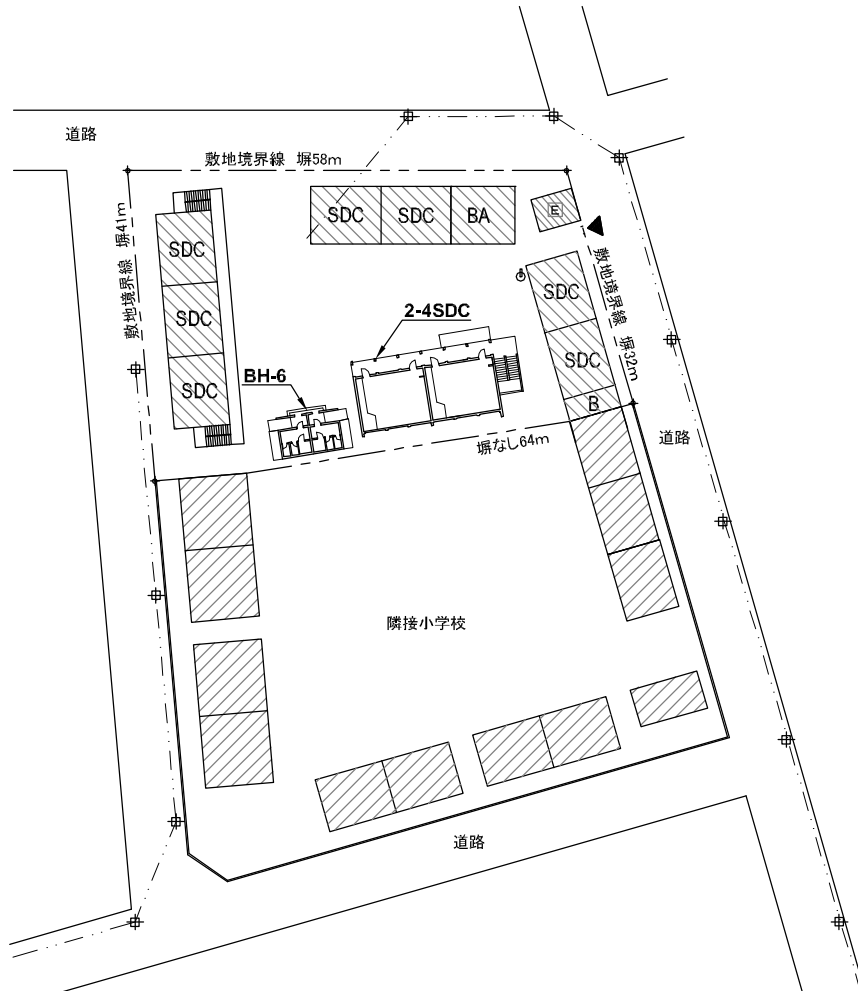 道路
敷地境界線 塀58m
敷地境界線 塀41m
SDC
SDC
BA
E
SDC
SDC
SDC
敷地境界線 塀32m
SDC
SDC
B
2-4SDC
BH-6
塀なし64m
道路
隣接小学校
道路